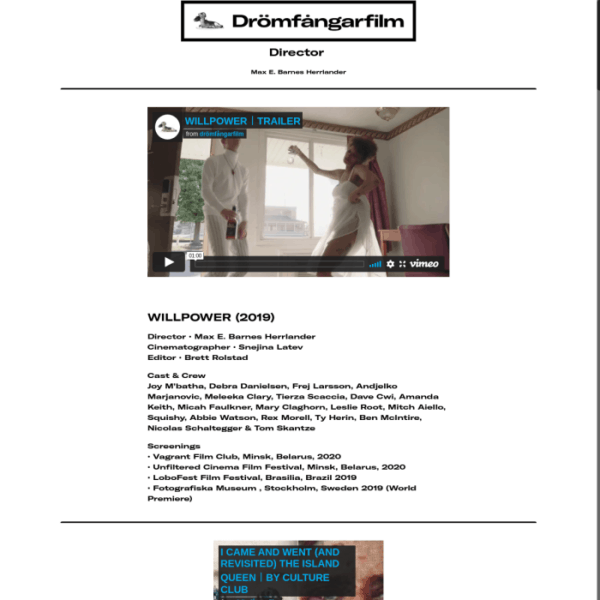 Drömfångarfilm
Director
Max E. Barnes Herrlander
WILLPOWER | TRAILER
from drömfångarfilm
01:06
vimeo
WILLPOWER (2019)
Director • Max E. Barnes Herrlander
Cinematographer • Snejina Latev
Editor • Brett Rolstad
Cast & Crew
Joy M'batha, Debra Danielsen, Frej Larsson, Andjelko
Marjanovic, Meleeka Clary, Tierza Scaccia, Dave Cwi, Amanda
Keith, Micah Faulkner, Mary Claghorn, Leslie Root, Mitch Aiello,
Squishy, Abbie Watson, Rex Morell, Ty Herin, Ben McIntire,
Nicolas Schaltegger & Tom Skantze
Screenings
• Vagrant Film Club, Minsk, Belarus, 2020
• Unfiltered Cinema Film Festival, Minsk, Belarus, 2020
• LoboFest Film Festival, Brasilia, Brazil 2019
• Fotografiska Museum , Stockholm, Sweden 2019 (World
Premiere)
I CAME AND WENT (AND
REVISITED) THE ISLAND
QUEEN | BY CULTURE
CLUB